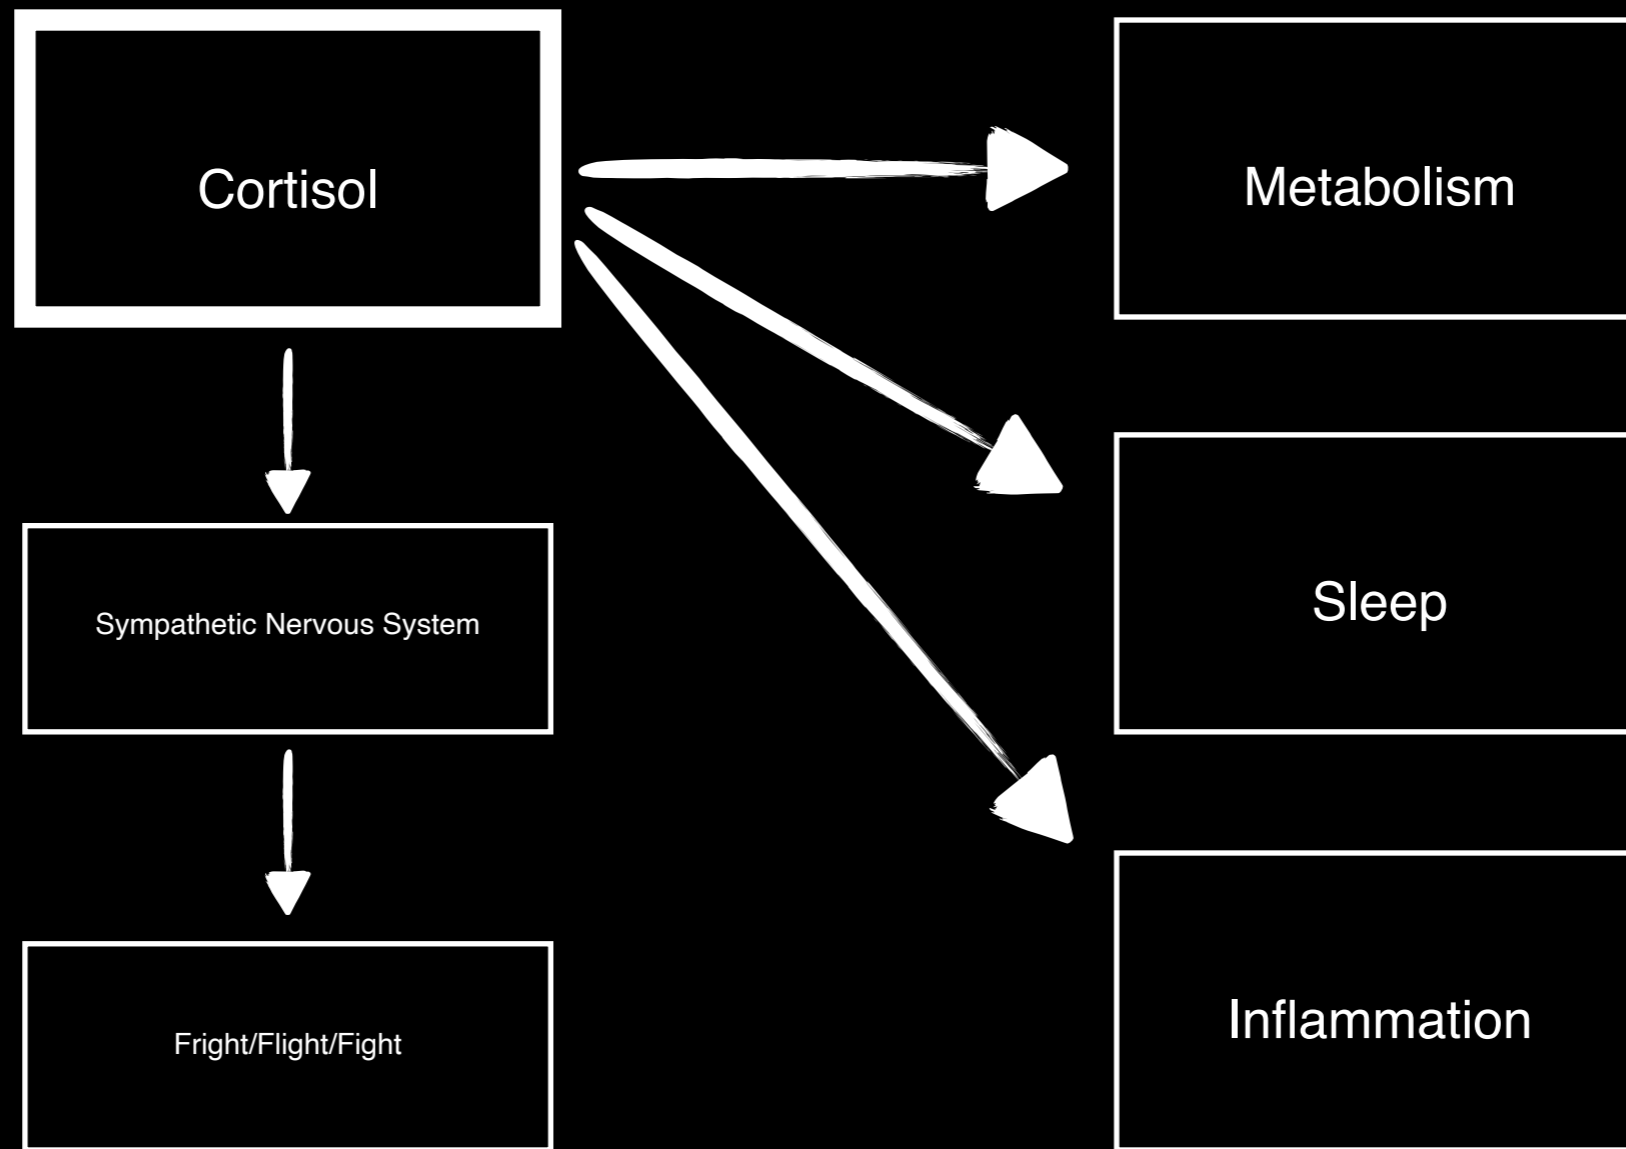 Cortisol
Metabolism
Sympathetic Nervous System
Sleep
Fright/Flight/Fight
Inflammation